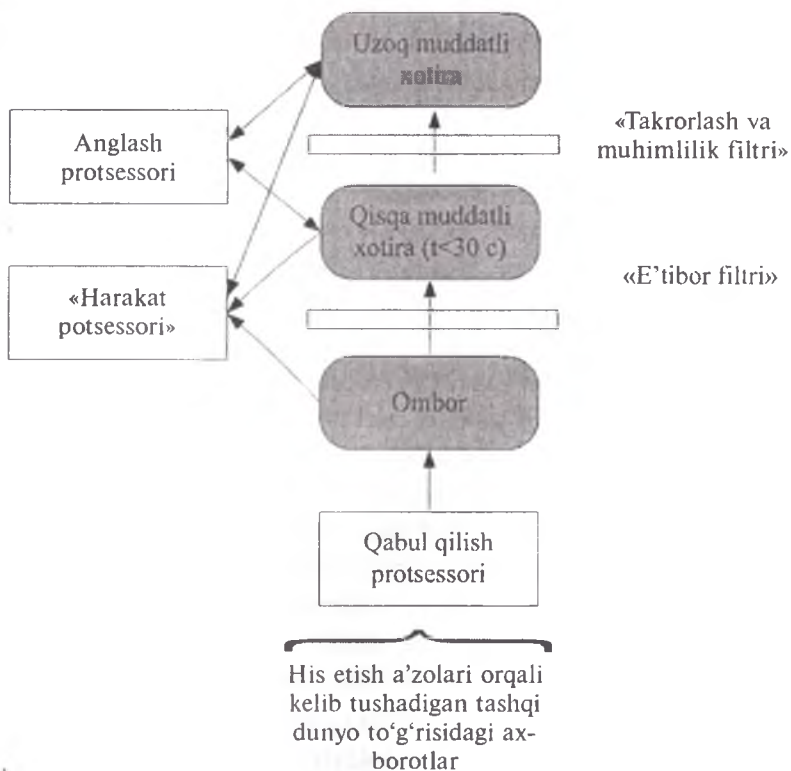 Uzoq muddatli
xotira
Anglash
protsessori
«Takrorlash va
muhimlilik filtri»
Qisqa muddatli
xotira (t<30 c)
«Harakat
potsessori»
«E’tibor filtri»
Ombor
Qabul qilish
protsessori
His etish a’zolari orqali
kelib tushadigan tashqi
dunyo to‘g‘risidagi ax-
borotlar